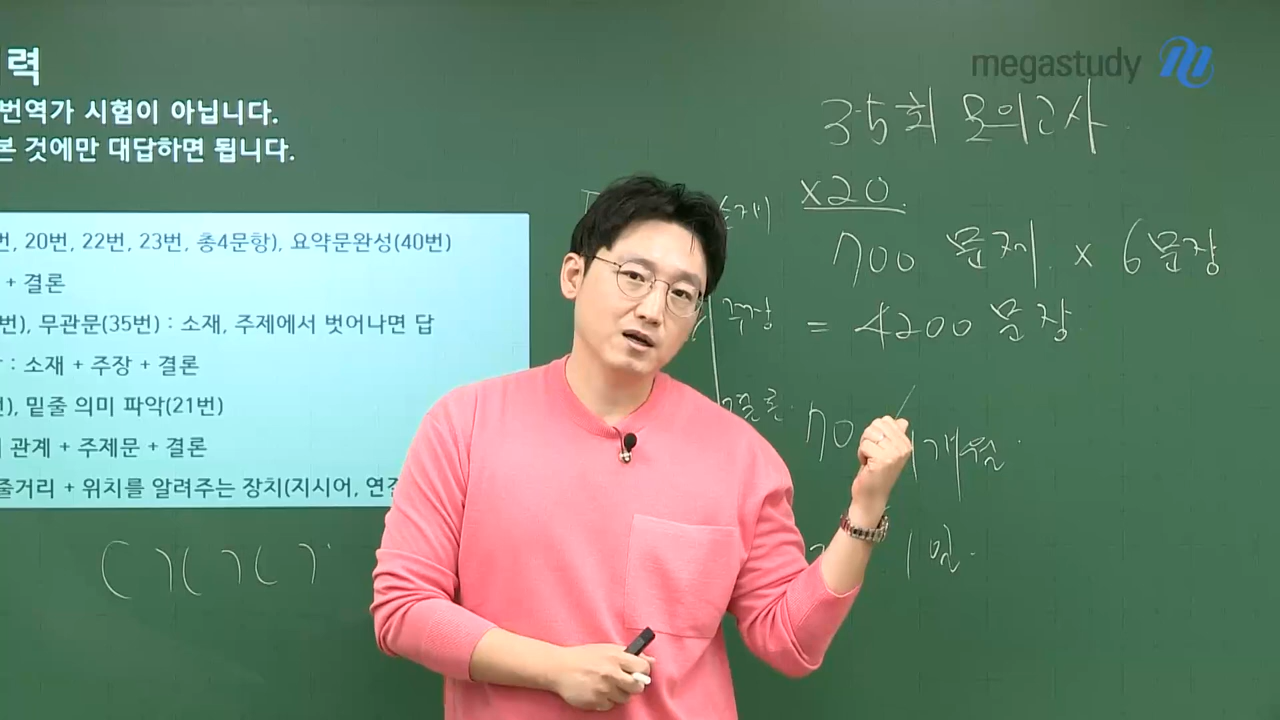 megastudy
력
번역가 시험이 아닙니다.
본 것에만 대답하면 됩니다.
번, 20번, 22번, 23번, 총4문항), 요약문완성(40번)
+ 결론
번), 무관문(35번) : 소재, 주제에서 벗어나면 답
: 소재 + 주장 + 결론
), 밑줄 의미 파악(21번)
관계 + 주제문 + 결론
줄거리 + 위치를 알려주는 장치(지시어,
( ) ( ) ( )
주장
결론
35회 모의고사
x20
700 문제 x 6문장
= 4200 문장
70
1개월
1일